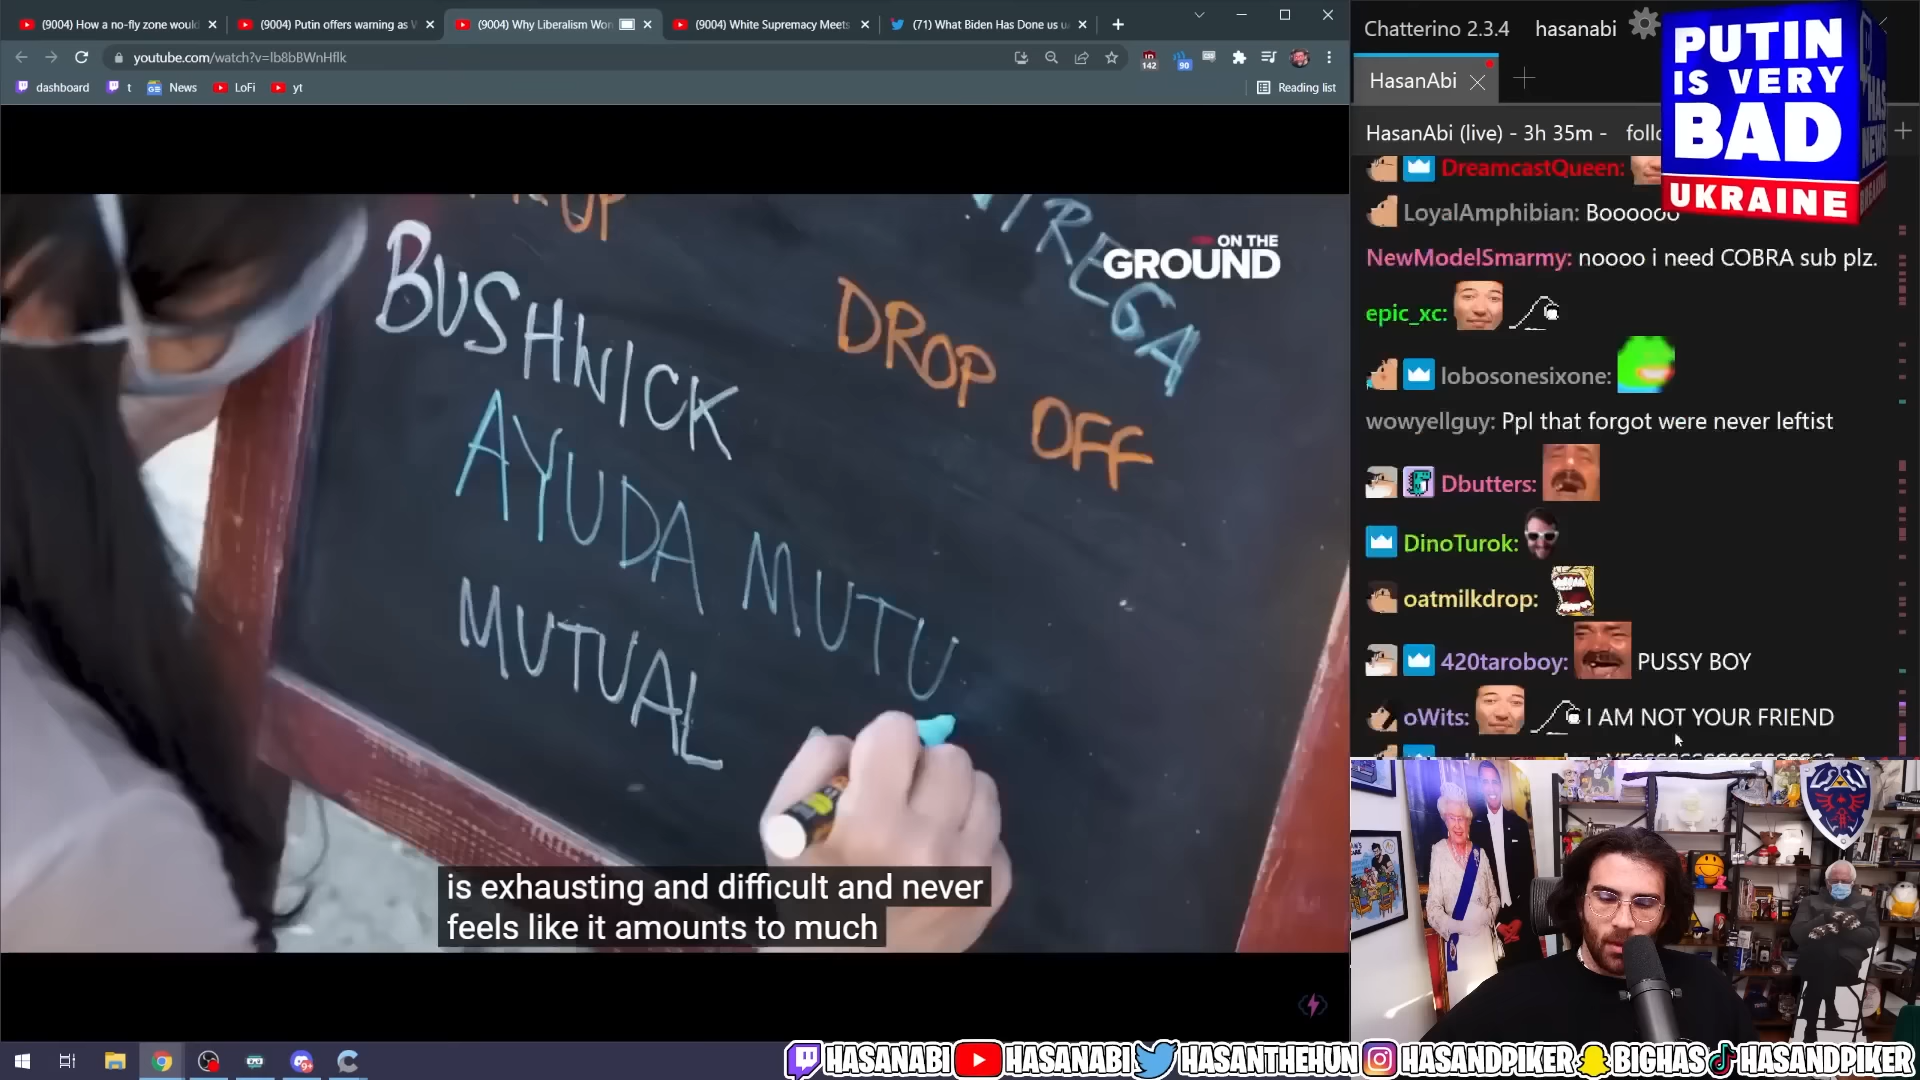 (9004) How a no-fly zone would
(9004) Putin offers warning as W
(9004) Why Liberalism Won
(9004) White Supremacy Meets
(71) What Biden Has Done us u
youtube.com/watch?v=lb8bBWnHflk
142
90
dashboard
t
News
LoFi
yt
Reading list
ON THE
GROUND
BUSHWICK
AYUDA MUTU
MUTUAL
DROP
OFF
is exhausting and difficult and never
feels like it amounts to much
Chatterino 2.3.4
hasanabi
HasanAbi
HasanAbi (live) - 3h 35m -
PUTIN
IS VERY
BAD
UKRAINE
DreamcastQueen:
LoyalAmphibian: Boooooo
NewModelSmarmy: noooo i need COBRA sub plz.
epic_xc:
lobosonesixone:
wowyellguy: Ppl that forgot were never leftist
Dbutters:
DinoTurok:
oatmilkdrop:
420taroboy: PUSSY BOY
oWits: I AM NOT YOUR FRIEND
HASANABI HASANABI HASANTHEHUN HASANDPIKER BIGHAS HASANDPIKER